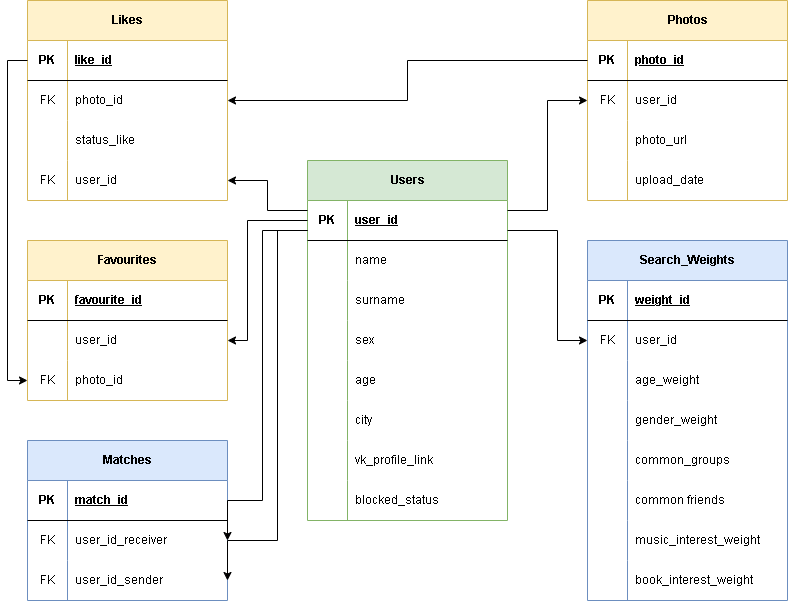 Likes
PK like_id
FK photo_id
status_like
FK user_id
Photos
PK photo_id
FK user_id
photo_url
upload_date
Users
PK user_id
name
surname
sex
age
city
vk_profile_link
blocked_status
Favourites
PK favourite_id
user_id
FK photo_id
Search_Weights
PK weight_id
FK user_id
age_weight
gender_weight
common_groups
common friends
music_interest_weight
book_interest_weight
Matches
PK match_id
FK user_id_receiver
FK user_id_sender